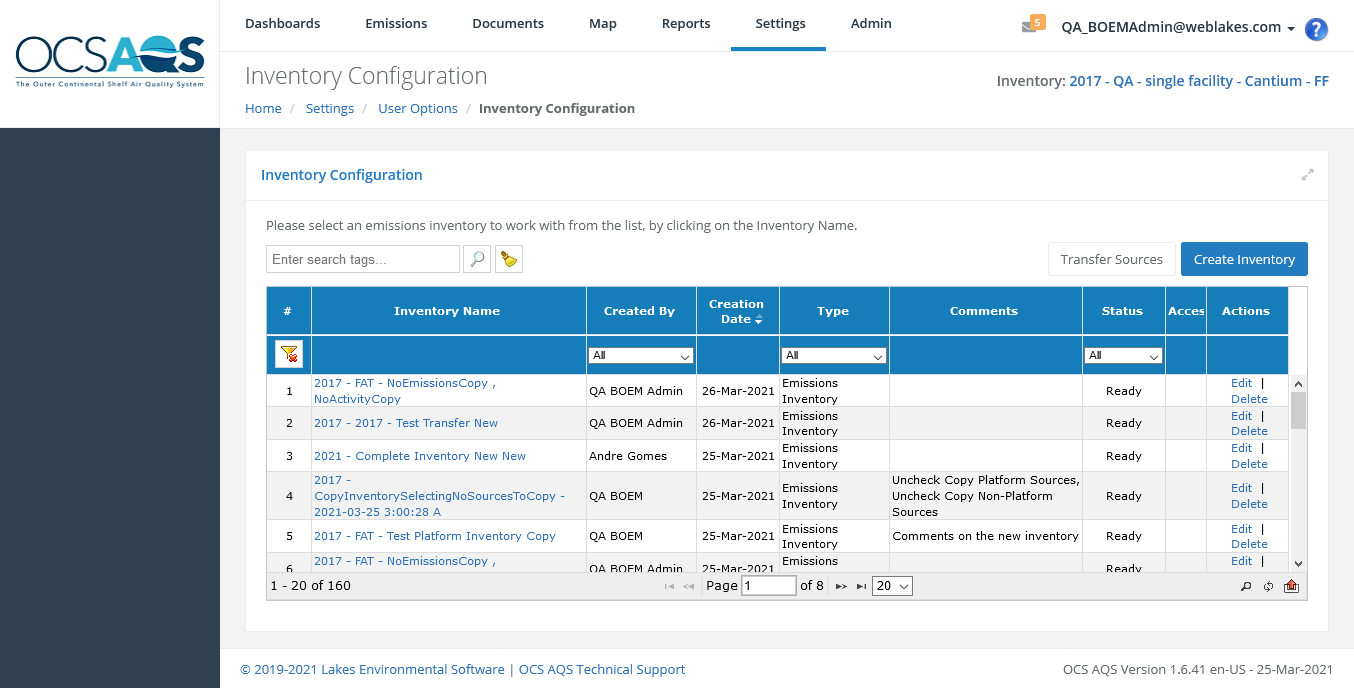 OCSAQS
The Outer Continental Shelf Air Quality System
Dashboards Emissions Documents Map Reports Settings Admin
5 QA_BOEMAdmin@weblakes.com ?
Inventory Configuration
Inventory: 2017 - QA - single facility - Cantium - FF
Home / Settings / User Options / Inventory Configuration
Inventory Configuration
Please select an emissions inventory to work with from the list, by clicking on the Inventory Name.
Enter search tags...
Transfer Sources Create Inventory
# Inventory Name Created By Creation Date Type Comments Status Acces Actions
All All All
1 2017 - FAT - NoEmissionsCopy , NoActivityCopy QA BOEM Admin 26-Mar-2021 Emissions Inventory Ready Edit | Delete
2 2017 - 2017 - Test Transfer New QA BOEM Admin 26-Mar-2021 Emissions Inventory Ready Edit | Delete
3 2021 - Complete Inventory New New Andre Gomes 25-Mar-2021 Emissions Inventory Ready Edit | Delete
4 2017 - CopyInventorySelectingNoSourcesToCopy - 2021-03-25 3:00:28 A QA BOEM 25-Mar-2021 Emissions Inventory Uncheck Copy Platform Sources, Uncheck Copy Non-Platform Sources Ready Edit | Delete
5 2017 - FAT - Test Platform Inventory Copy QA BOEM 25-Mar-2021 Emissions Inventory Comments on the new inventory Ready Edit | Delete
6 2017 - FAT - NoEmissionsCopy , QA BOEM Admin 25-Mar-2021 Emissions Ready Edit |
1 - 20 of 160
Page 1 of 8 20
© 2019-2021 Lakes Environmental Software | OCS AQS Technical Support
OCS AQS Version 1.6.41 en-US - 25-Mar-2021